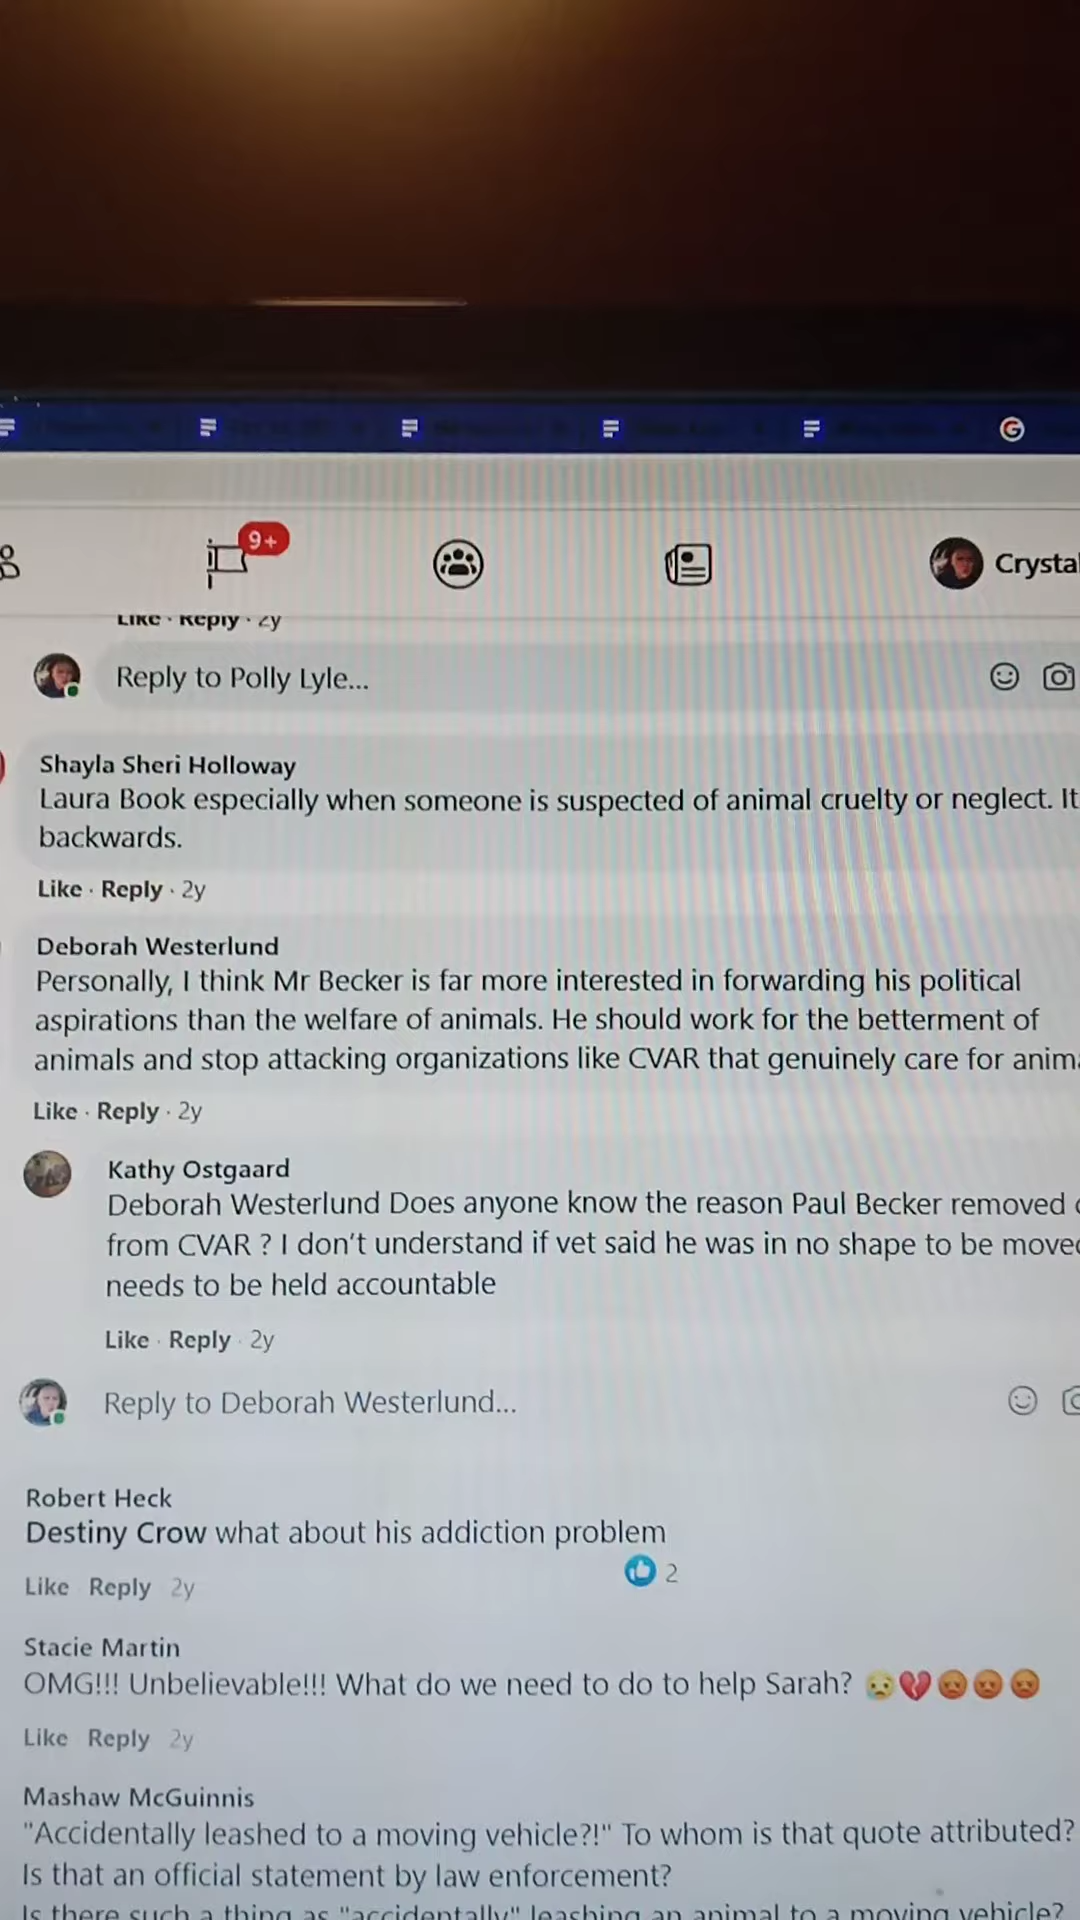 9+
Crysta
Like · Reply · 2y
Reply to Polly Lyle...
Shayla Sheri Holloway
Laura Book especially when someone is suspected of animal cruelty or neglect. It
backwards.
Like · Reply · 2y
Deborah Westerlund
Personally, I think Mr Becker is far more interested in forwarding his political
aspirations than the welfare of animals. He should work for the betterment of
animals and stop attacking organizations like CVAR that genuinely care for anim
Like · Reply · 2y
Kathy Ostgaard
Deborah Westerlund Does anyone know the reason Paul Becker removed
from CVAR ? I don't understand if vet said he was in no shape to be move
needs to be held accountable
Like · Reply · 2y
Reply to Deborah Westerlund...
Robert Heck
Destiny Crow what about his addiction problem
2
Like Reply 2y
Stacie Martin
OMG!!! Unbelievable!!! What do we need to do to help Sarah? 😥💔😡😡😡
Like Reply 2y
Mashaw McGuinnis
"Accidentally leashed to a moving vehicle?!" To whom is that quote attributed?
Is that an official statement by law enforcement?
Is there such a thing as "accidentally" leashing an animal to a moving vehicle?